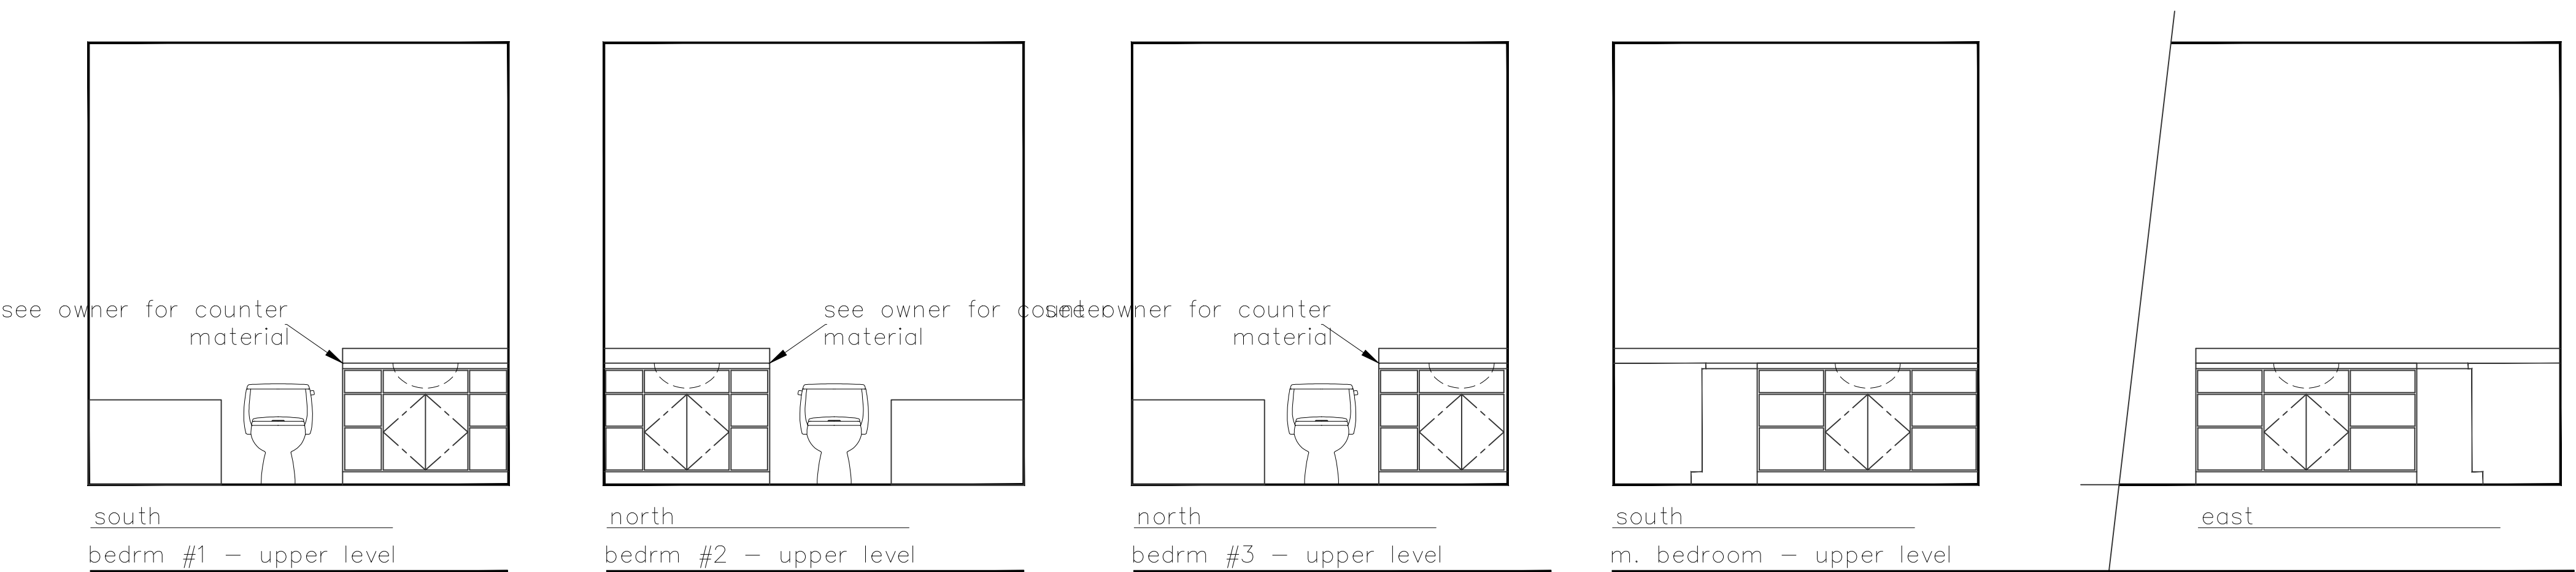 see owner for counter
material
see owner for counter
material
see owner for counter
material
south
bedrm #1 - upper level
north
bedrm #2 - upper level
north
bedrm #3 - upper level
south
m. bedroom - upper level
east